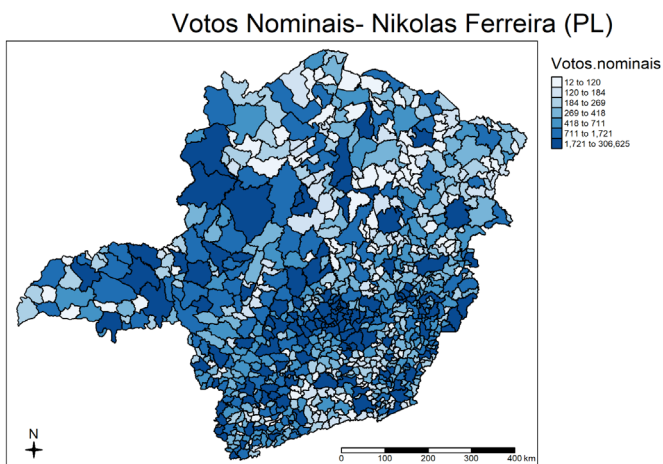 Votos Nominais- Nikolas Ferreira (PL)
Votos.nominais
12 to 120
120 to 184
184 to 269
269 to 418
418 to 711
711 to 1,721
1,721 to 306,625
N
0 100 200 300 400 km